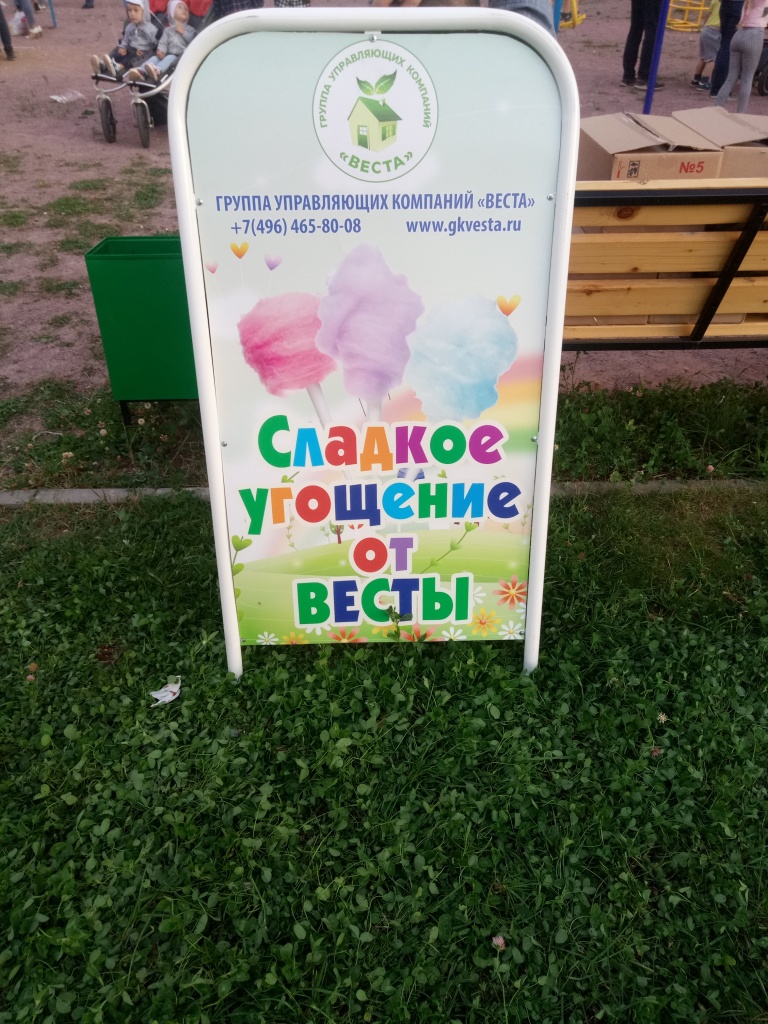 ГРУППА УПРАВЛЯЮЩИХ КОМПАНИЙ
«ВЕСТА»
ГРУППА УПРАВЛЯЮЩИХ КОМПАНИЙ «ВЕСТА»
+7(496) 465-80-08 www.gkvesta.ru
Сладкое
угощение
от
ВЕСТЫ
№5